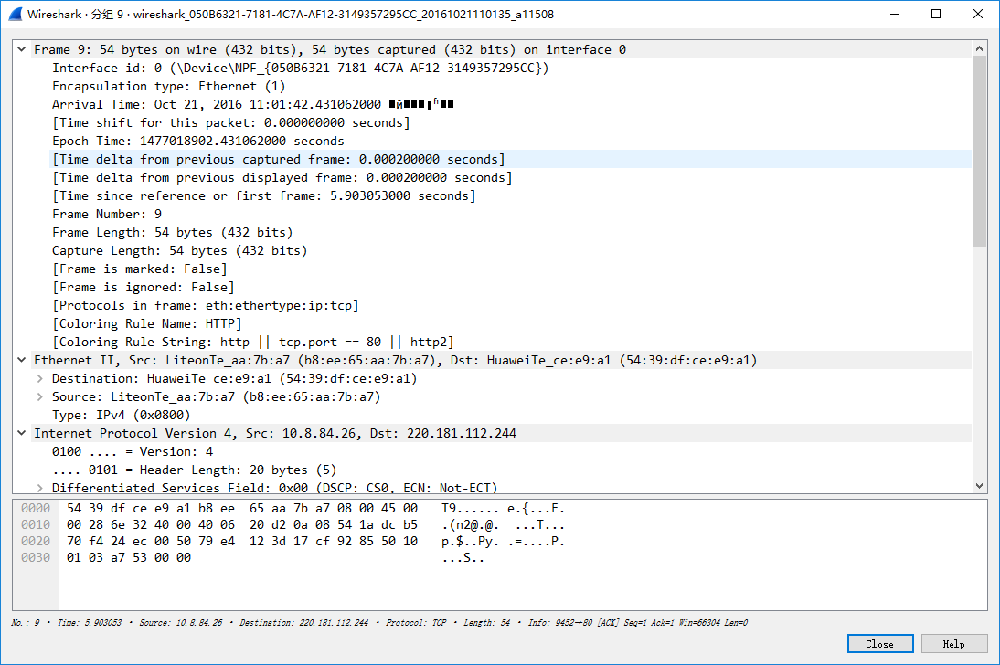 Wireshark · 分组 9 · wireshark_050B6321-7181-4C7A-AF12-3149357295CC_20161021110135_a11508
Frame 9: 54 bytes on wire (432 bits), 54 bytes captured (432 bits) on interface 0
Interface id: 0 (\Device\NPF_{050B6321-7181-4C7A-AF12-3149357295CC})
Encapsulation type: Ethernet (1)
Arrival Time: Oct 21, 2016 11:01:42.431062000
[Time shift for this packet: 0.000000000 seconds]
Epoch Time: 1477018902.431062000 seconds
[Time delta from previous captured frame: 0.000200000 seconds]
[Time delta from previous displayed frame: 0.000200000 seconds]
[Time since reference or first frame: 5.903053000 seconds]
Frame Number: 9
Frame Length: 54 bytes (432 bits)
Capture Length: 54 bytes (432 bits)
[Frame is marked: False]
[Frame is ignored: False]
[Protocols in frame: eth:ethertype:ip:tcp]
[Coloring Rule Name: HTTP]
[Coloring Rule String: http || tcp.port == 80 || http2]
Ethernet II, Src: LiteonTe_aa:7b:a7 (b8:ee:65:aa:7b:a7), Dst: HuaweiTe_ce:e9:a1 (54:39:df:ce:e9:a1)
Destination: HuaweiTe_ce:e9:a1 (54:39:df:ce:e9:a1)
Source: LiteonTe_aa:7b:a7 (b8:ee:65:aa:7b:a7)
Type: IPv4 (0x0800)
Internet Protocol Version 4, Src: 10.8.84.26, Dst: 220.181.112.244
0100 .... = Version: 4
.... 0101 = Header Length: 20 bytes (5)
Differentiated Services Field: 0x00 (DSCP: CS0, ECN: Not-ECT)
0000 54 39 df ce e9 a1 b8 ee 65 aa 7b a7 08 00 45 00 T9...... e.{...E.
0010 00 28 6e 32 40 00 40 06 20 d2 0a 08 54 1a dc b5 .(n2@.@. ...T...
0020 70 f4 24 ec 00 50 79 e4 12 3d 17 cf 92 85 50 10 p.$..Py. .=....P.
0030 01 03 a7 53 00 00 ...S..
No.: 9 · Time: 5.903053 · Source: 10.8.84.26 · Destination: 220.181.112.244 · Protocol: TCP · Length: 54 · Info: 9452→80 [ACK] Seq=1 Ack=1 Win=66304 Len=0
Close
Help